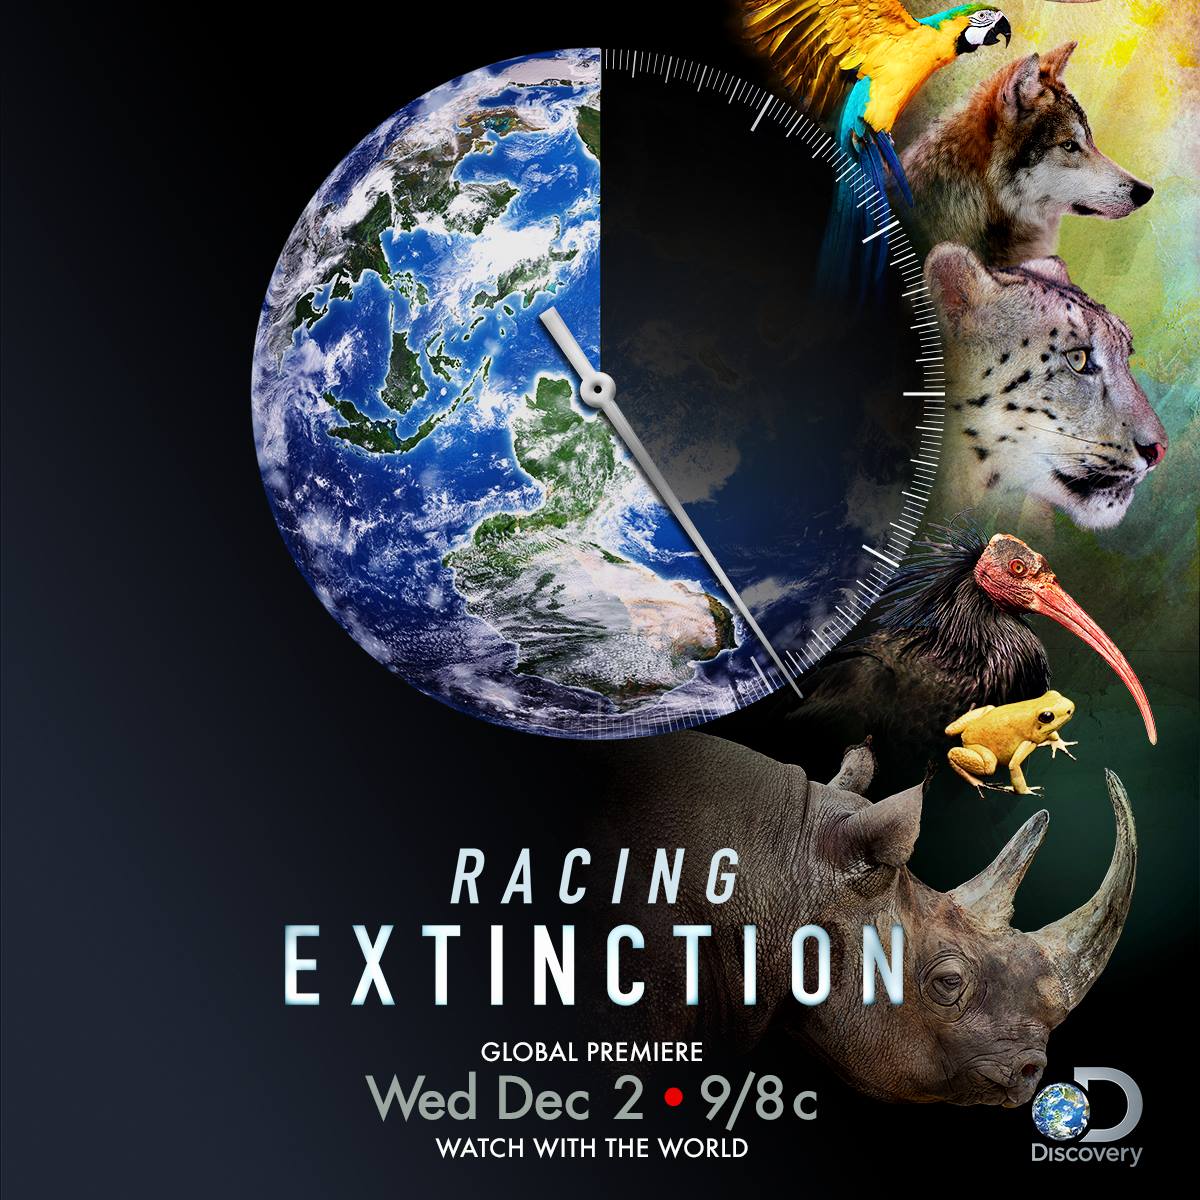 RACING
EXTINCTION
GLOBAL PREMIERE
Wed Dec 2 • 9/8c
WATCH WITH THE WORLD
D
Discovery